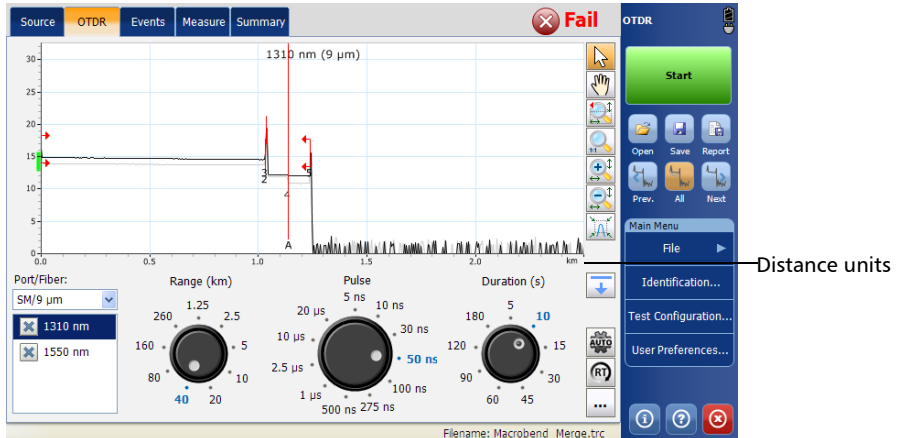 Source OTDR Events Measure Summary Fail
1310 nm (9 µm)
30
25
20
15
10
5
0
3
2
4
5
A
0.0 0.5 1.0 1.5 2.0 km
Port/Fiber:
SM/9 µm
1310 nm
1550 nm
Range (km)
1.25
260 2.5
160 5
80 10
40 20
Pulse
5 ns
20 µs 10 ns
10 µs 30 ns
2.5 µs 50 ns
1 µs 100 ns
500 ns 275 ns
Duration (s)
5
180 10
120 15
90 30
60 45
1:1
AUTO
RT
...
Filename: Macrobend_Merge.trc
OTDR
Start
Open Save Report
Prev. All Next
Main Menu
File
Identification...
Test Configuration...
User Preferences...
Distance units